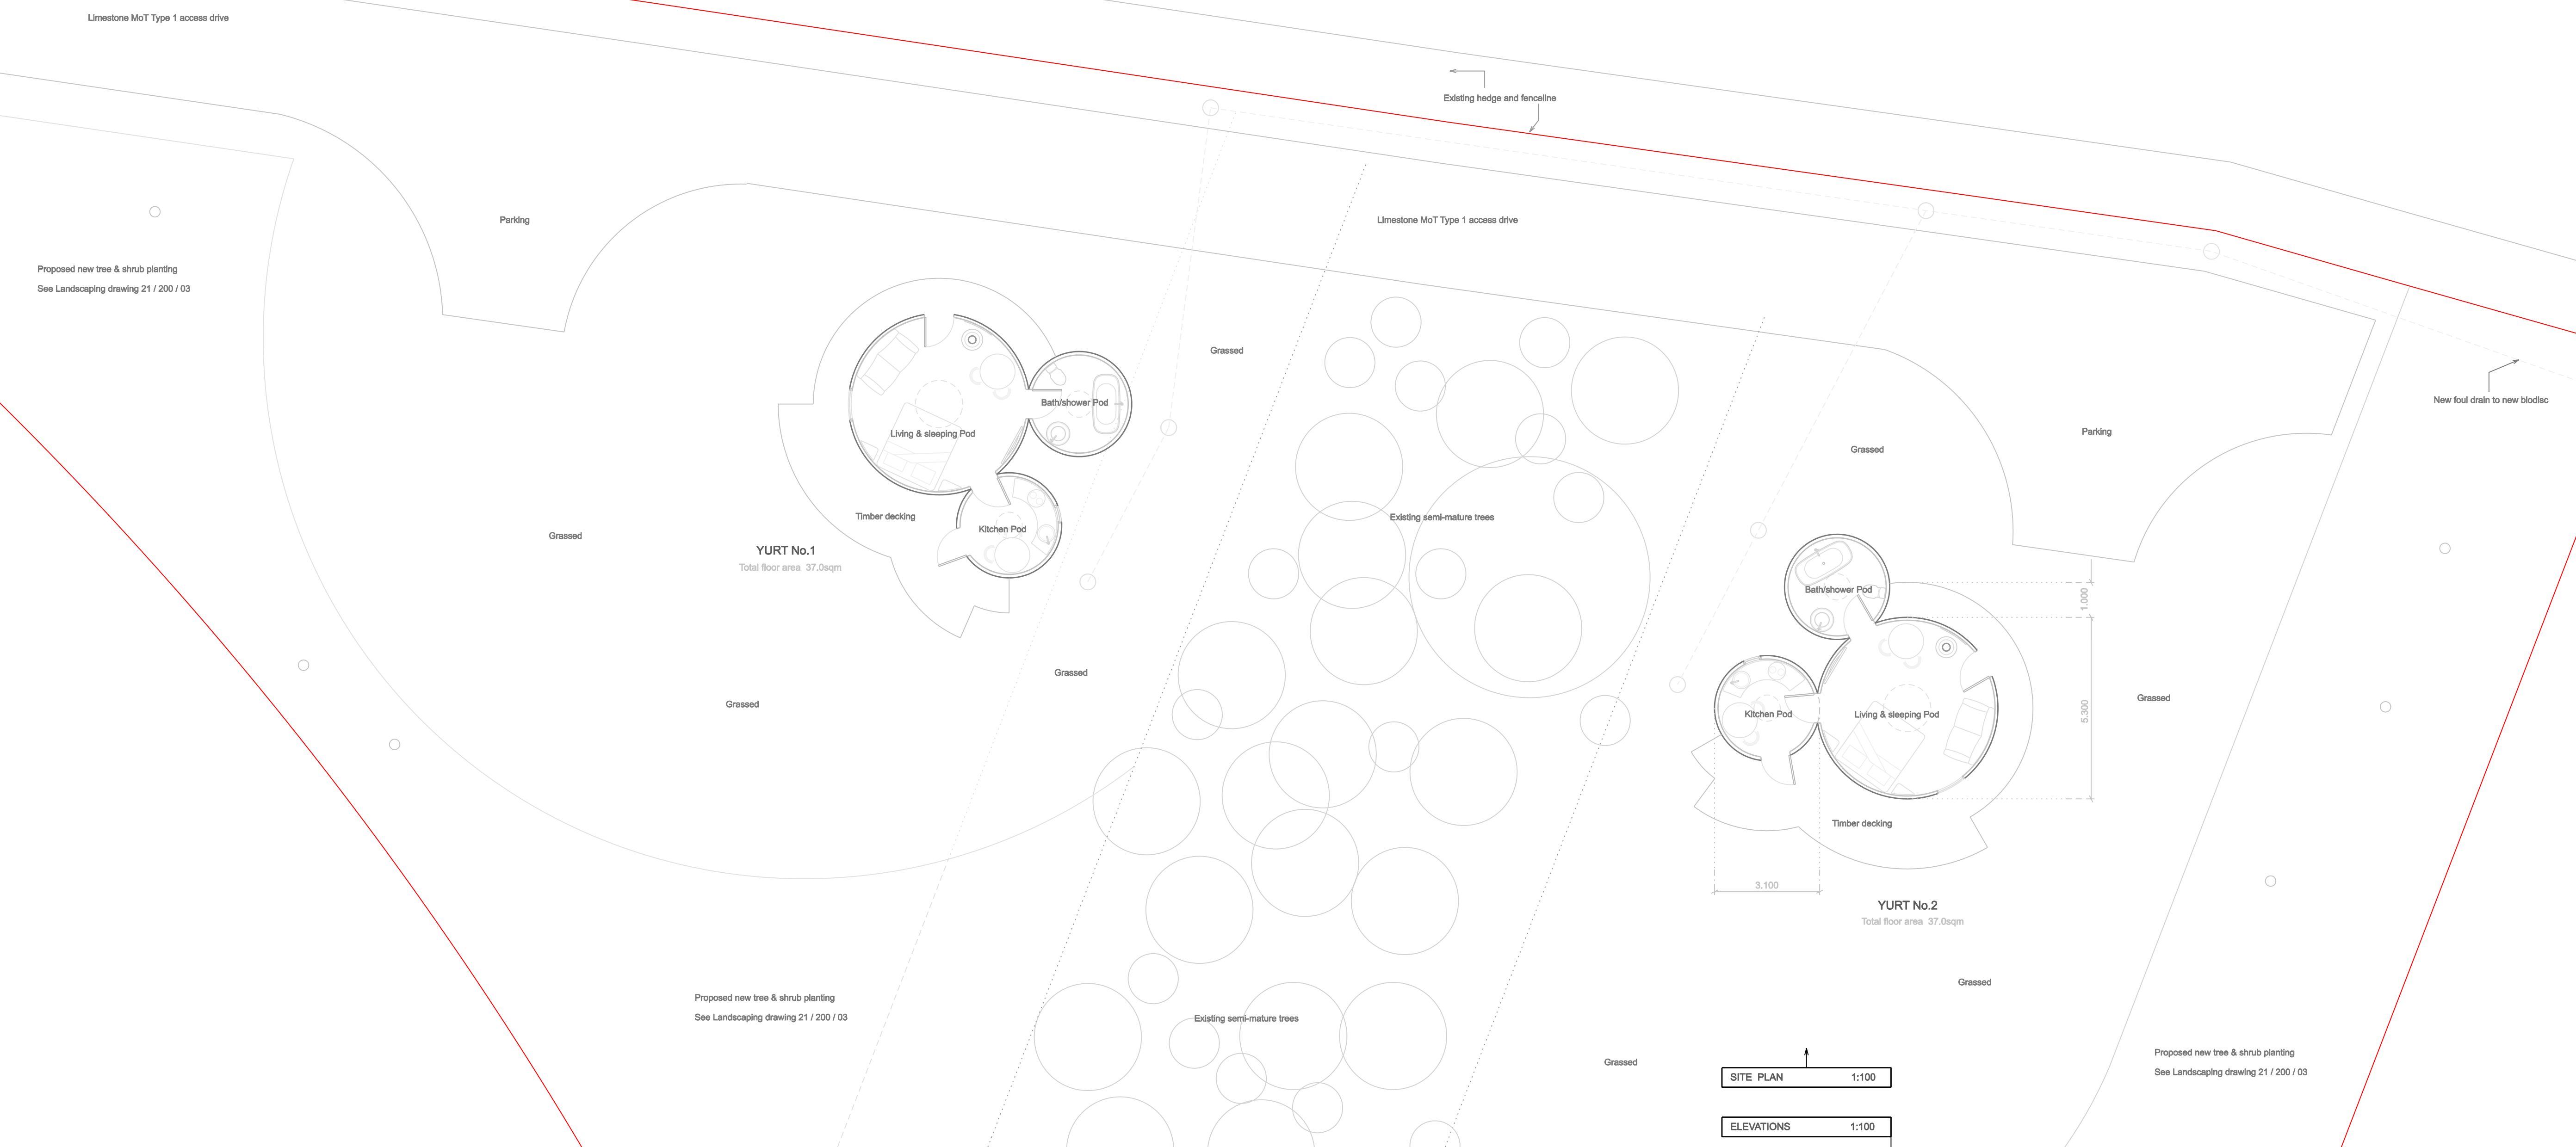 Limestone MoT Type 1 access drive
Existing hedge and fenceline
Parking
Limestone MoT Type 1 access drive
Proposed new tree & shrub planting
See Landscaping drawing 21 / 200 / 03
Grassed
New foul drain to new biodisc
Bath/shower Pod
Living & sleeping Pod
Parking
Grassed
Timber decking
Existing semi-mature trees
Kitchen Pod
Grassed
YURT No.1
Total floor area 37.0sqm
Bath/shower Pod
1.000
Grassed
Grassed
Grassed
5.300
Kitchen Pod
Living & sleeping Pod
Timber decking
3.100
YURT No.2
Total floor area 37.0sqm
Grassed
Proposed new tree & shrub planting
See Landscaping drawing 21 / 200 / 03
Existing semi-mature trees
Grassed
Proposed new tree & shrub planting
See Landscaping drawing 21 / 200 / 03
SITE PLAN 1:100
ELEVATIONS 1:100